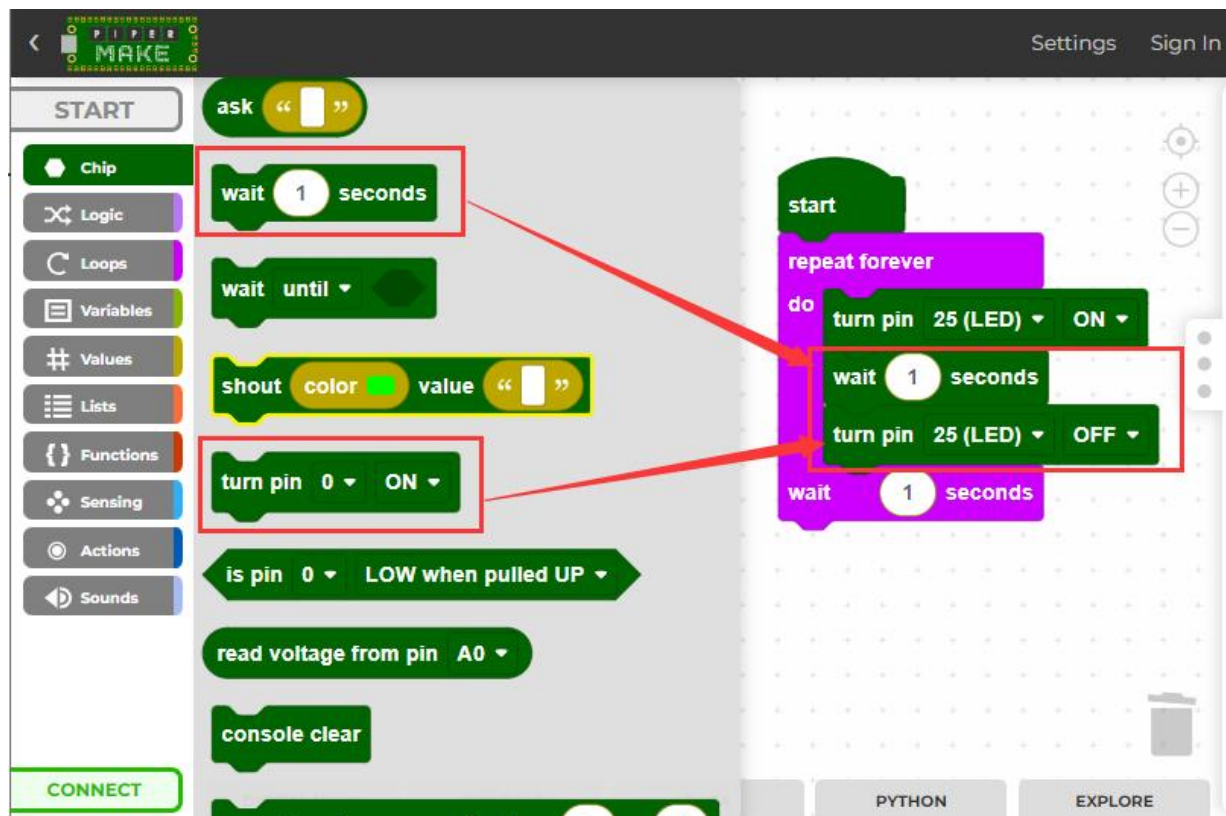 PIPER
MAKE
Settings Sign In
START
Chip
Logic
Loops
Variables
Values
Lists
Functions
Sensing
Actions
Sounds
CONNECT
ask “ ”
wait 1 seconds
wait until
shout color value “ ”
turn pin 0 ON
is pin 0 LOW when pulled UP
read voltage from pin A0
console clear
start
repeat forever
do
turn pin 25 (LED) ON
wait 1 seconds
turn pin 25 (LED) OFF
wait 1 seconds
PYTHON
EXPLORE